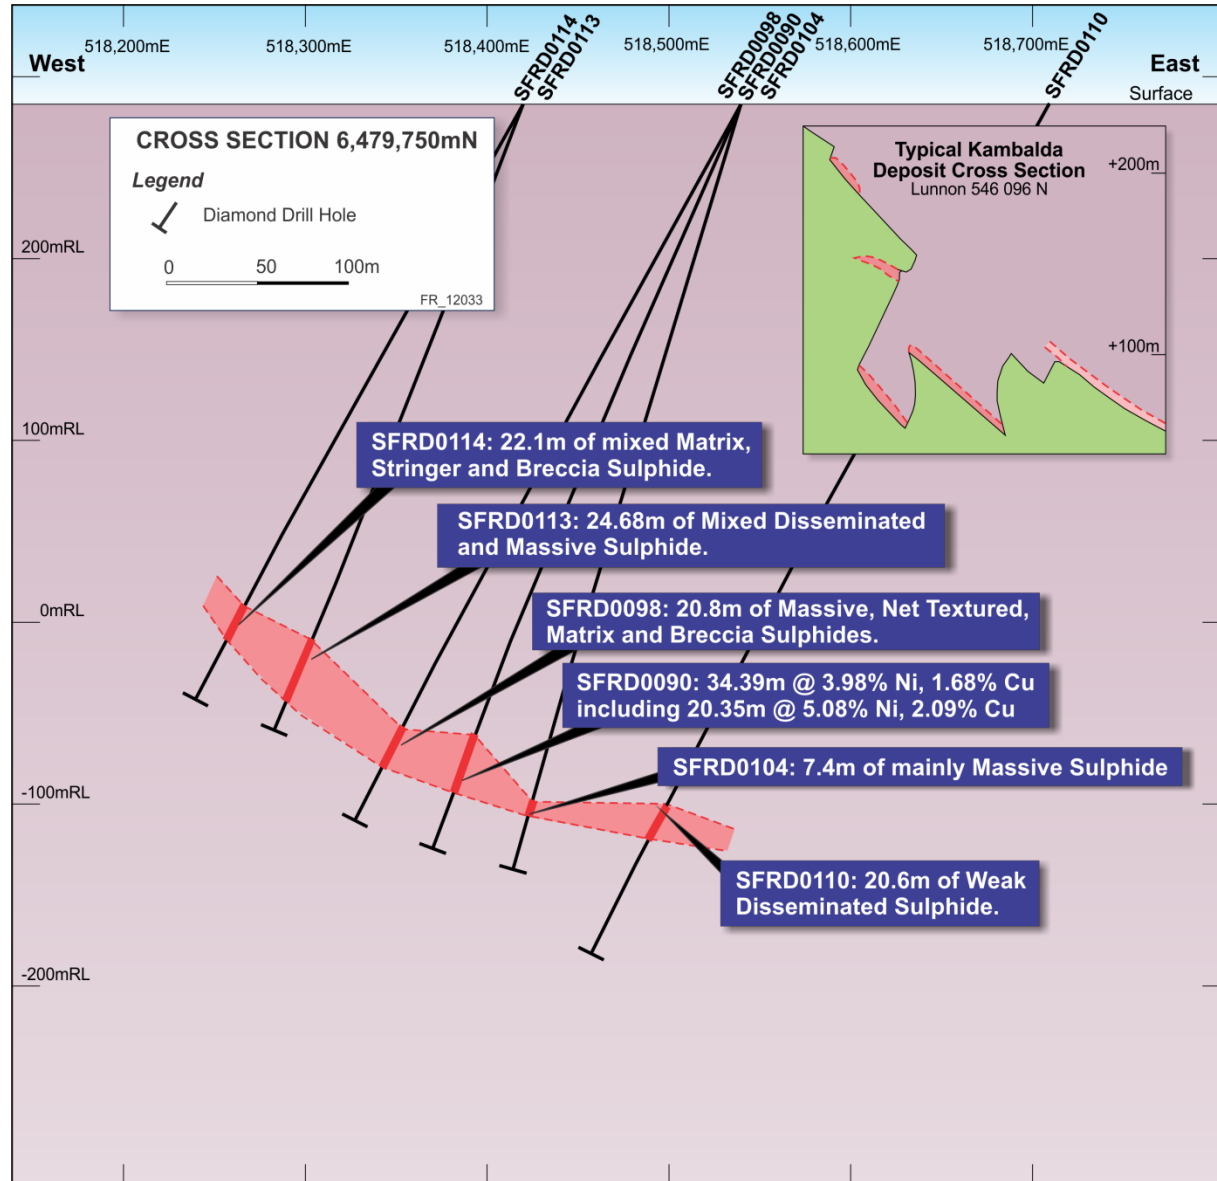 518,200mE
518,300mE
518,400mE
518,500mE
518,600mE
518,700mE
SFRD0114
SFRD0113
SFRD0098
SFRD0090
SFRD0104
SFRD0110
West
East
Surface
CROSS SECTION 6,479,750mN
Legend
Diamond Drill Hole
0
50
100m
FR_12033
Typical Kambalda
Deposit Cross Section
Lunnon 546 096 N
+200m
+100m
200mRL
100mRL
0mRL
-100mRL
-200mRL
SFRD0114: 22.1m of mixed Matrix,
Stringer and Breccia Sulphide.
SFRD0113: 24.68m of Mixed Disseminated
and Massive Sulphide.
SFRD0098: 20.8m of Massive, Net Textured,
Matrix and Breccia Sulphides.
SFRD0090: 34.39m @ 3.98% Ni, 1.68% Cu
including 20.35m @ 5.08% Ni, 2.09% Cu
SFRD0104: 7.4m of mainly Massive Sulphide
SFRD0110: 20.6m of Weak
Disseminated Sulphide.